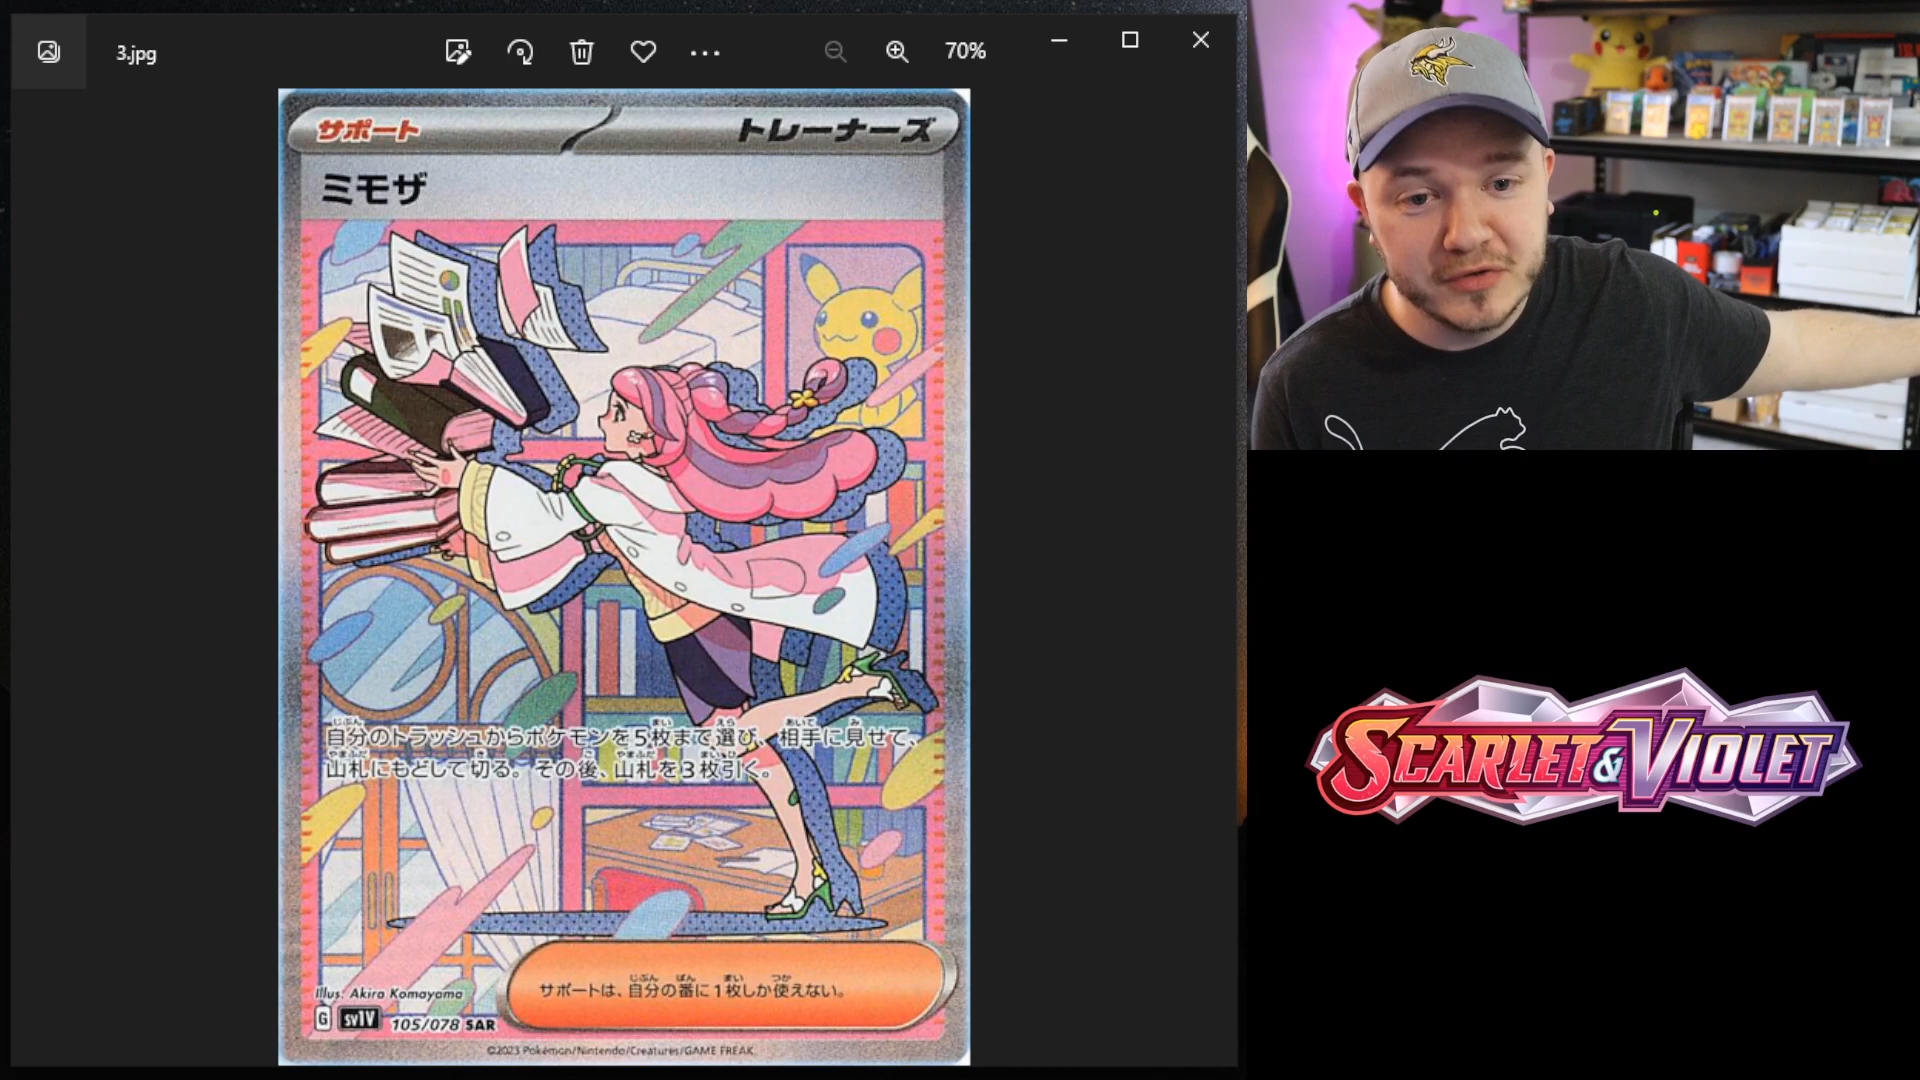 3.jpg
70%
サポート
トレーナーズ
ミモザ
自分のトラッシュからポケモンを5枚まで選び、相手に見せて、
山札にもどして切る。その後、山札を3枚引く。
サポートは、自分の番に1枚しか使えない。
Illus. Akira Komayama
G sv1V 105/078 SAR
©2023 Pokémon/Nintendo/Creatures/GAME FREAK
SCARLET & VIOLET